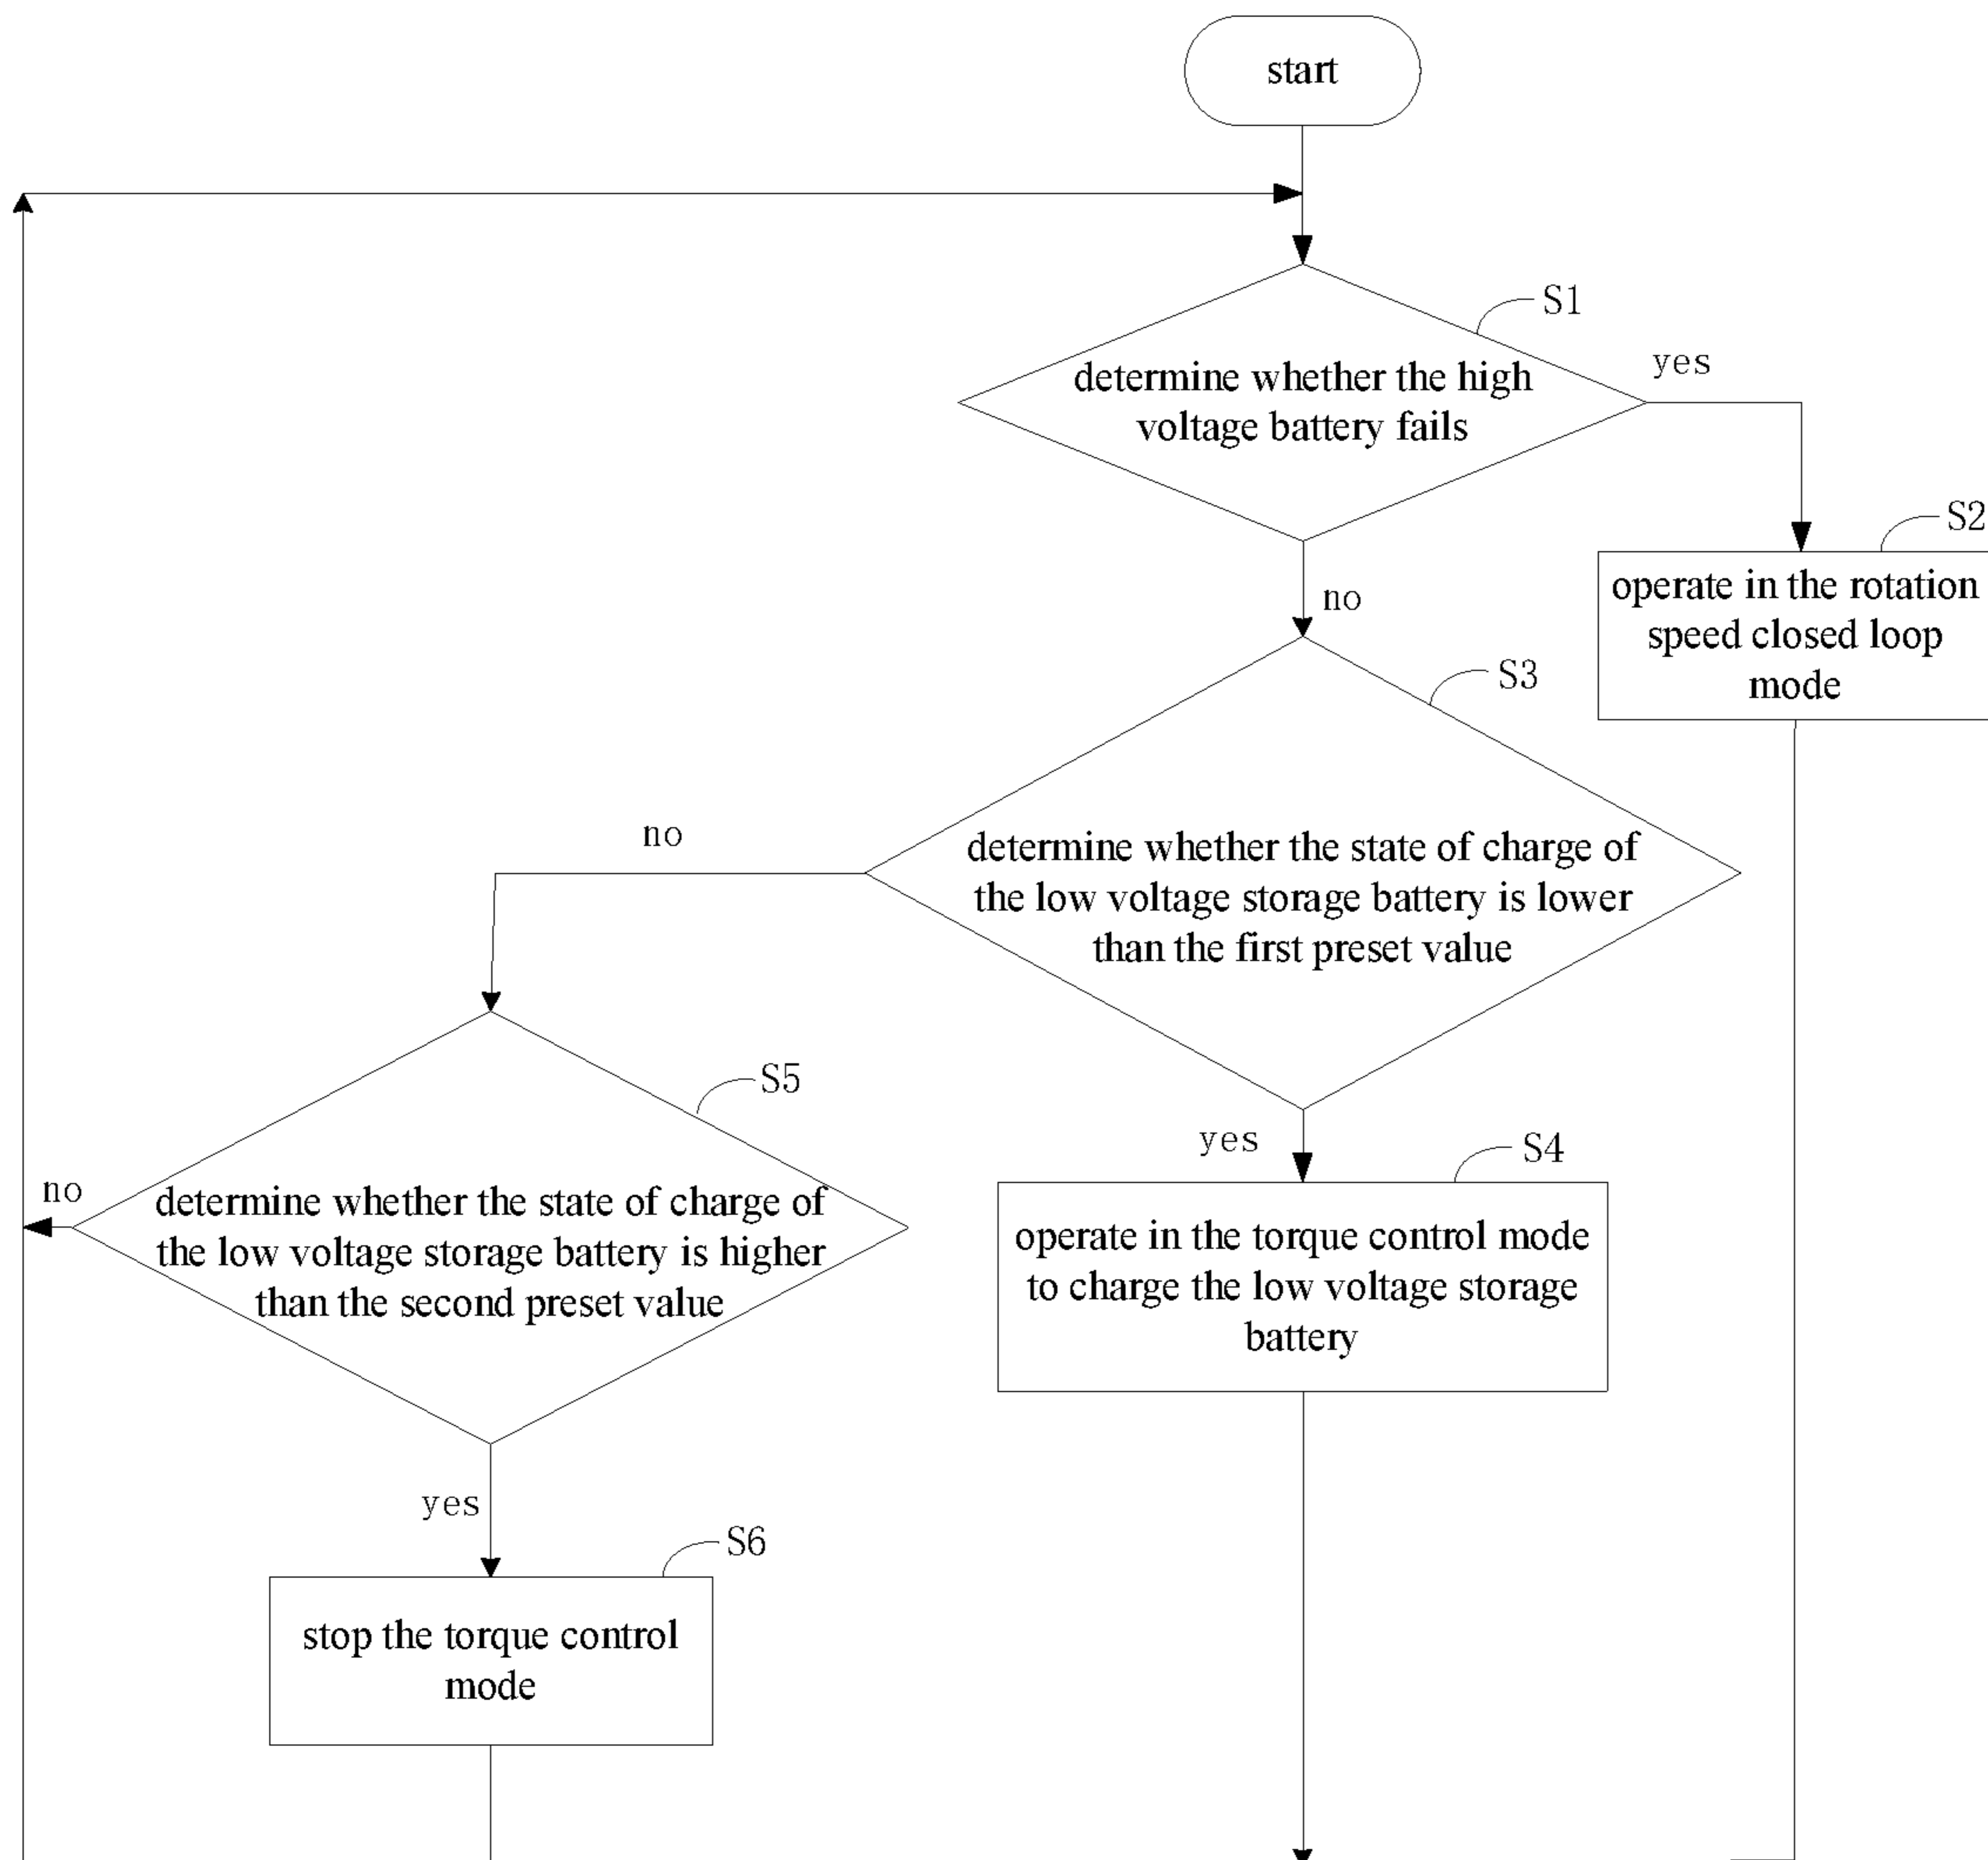 start
S1
determine whether the high
voltage battery fails
yes
S2
operate in the rotation
speed closed loop
mode
no
S3
determine whether the state of charge of
the low voltage storage battery is lower
than the first preset value
no
S5
determine whether the state of charge of
the low voltage storage battery is higher
than the second preset value
no
yes
S4
operate in the torque control mode
to charge the low voltage storage
battery
yes
S6
stop the torque control
mode